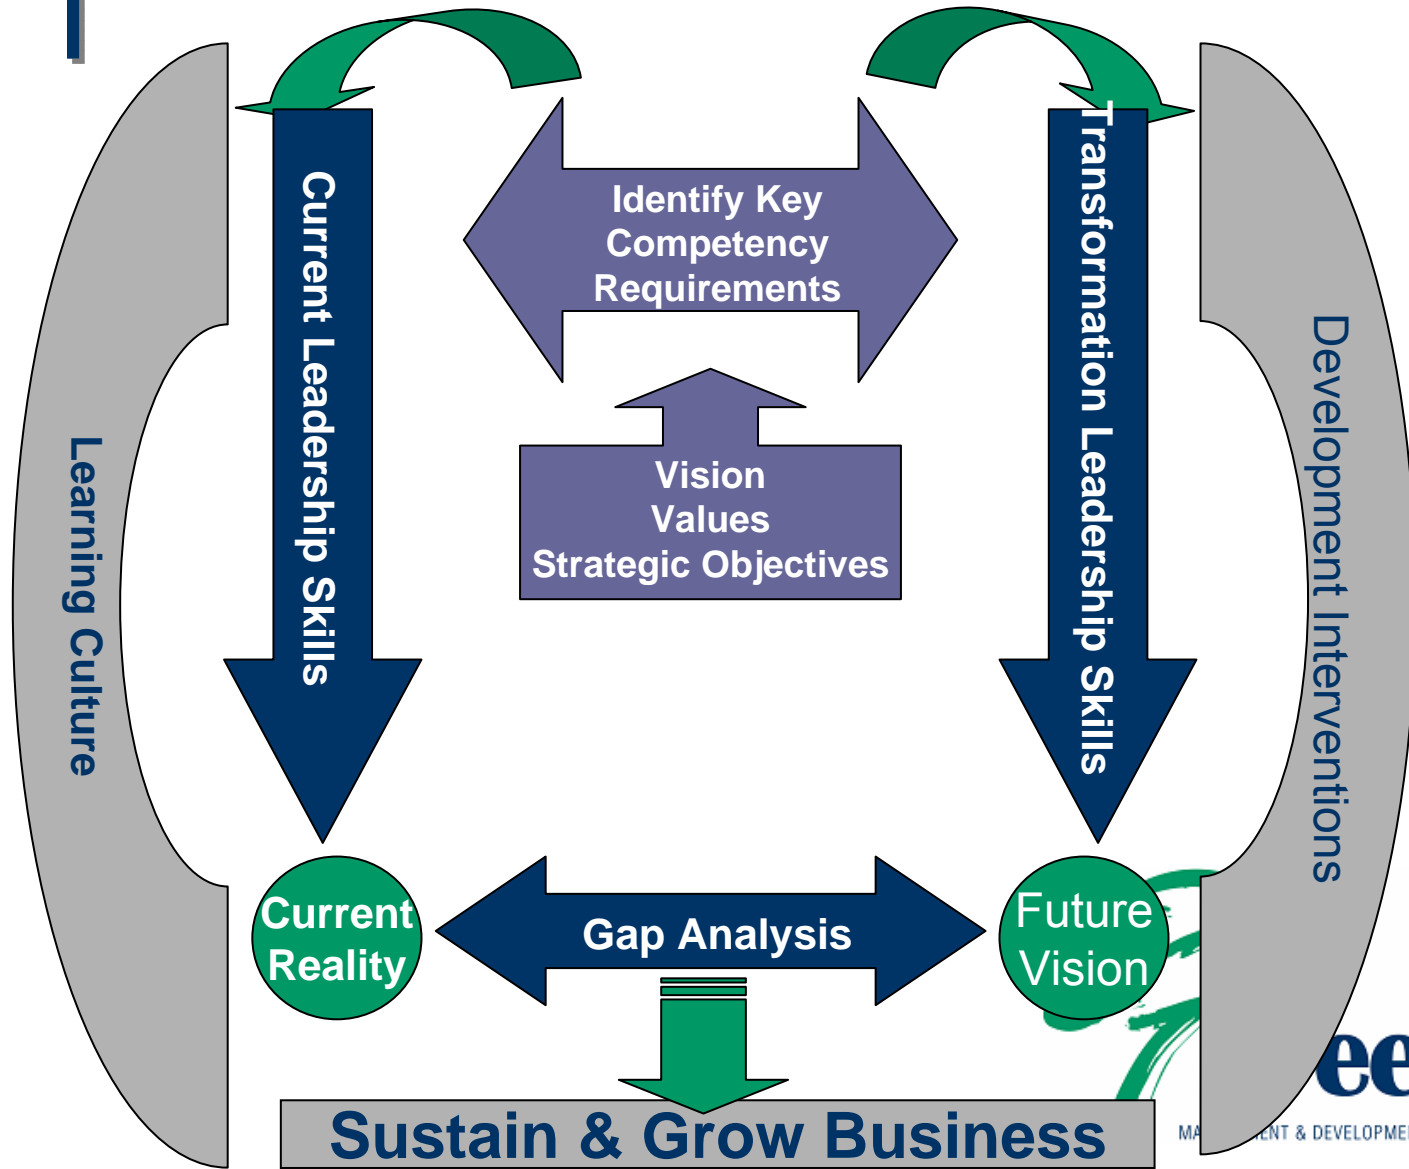 Identify Key
Competency
Requirements
Vision
Values
Strategic Objectives
Current Leadership Skills
Transformation Leadership Skills
Learning Culture
Development Interventions
Current
Reality
Gap Analysis
Future
Vision
Sustain & Grow Business
& DEVELOPME